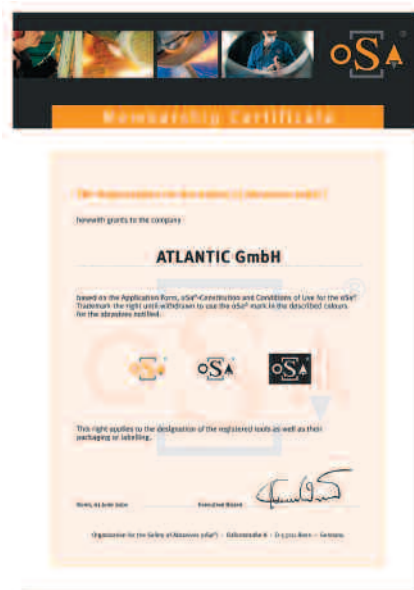 oSa®
Membership Certificate
herewith grants to the company
ATLANTIC GmbH
based on the Application Form, oSa®-Constitution and Conditions of Use for the oSa®
Trademark the right until withdrawn to use the oSa® mark in the described colours
for the abrasives notified.
oSa oSa oSa
This right applies to the designation of the registered tools as well as their
packaging or labelling.
Executive Board
Organization for the Safety of Abrasives (oSa®) · Bonn – Germany